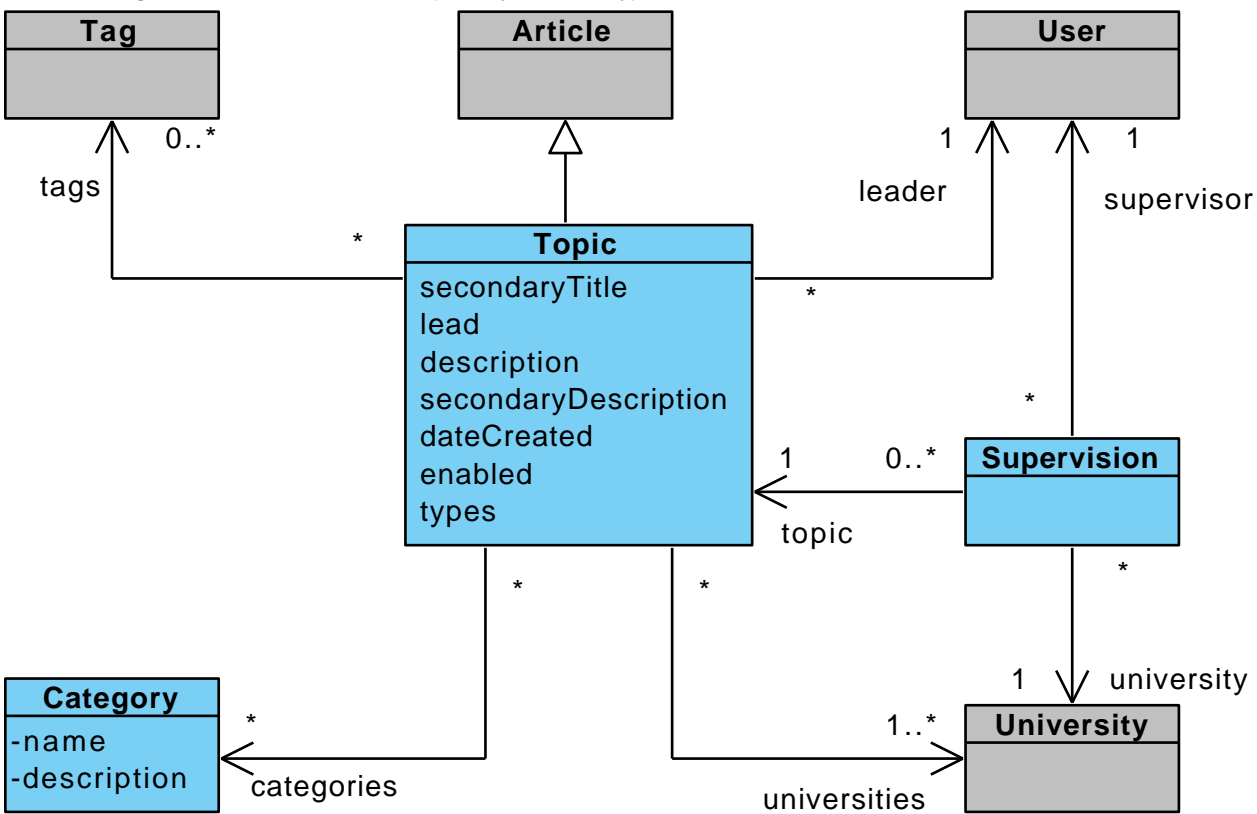 Tag
Article
User
0..*
1
1
tags
leader
supervisor
*
Topic
*
secondaryTitle
lead
description
secondaryDescription
dateCreated
enabled
types
*
1
0..*
Supervision
topic
*
*
*
1
university
Category
-name
-description
*
categories
1..*
University
universities